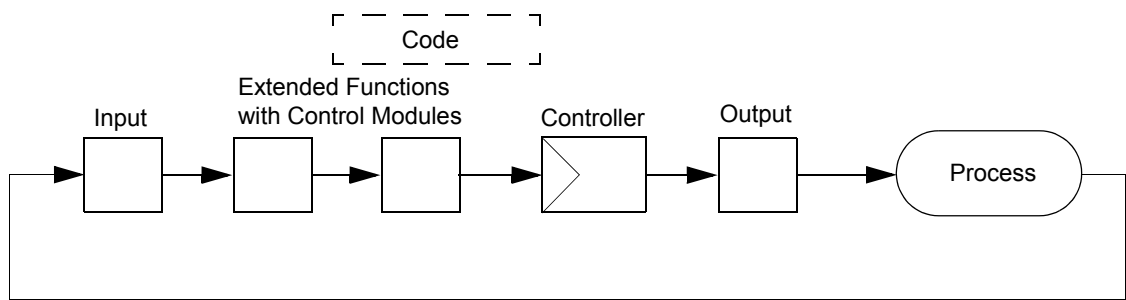 Code
Extended Functions
with Control Modules
Input
Controller
Output
Process